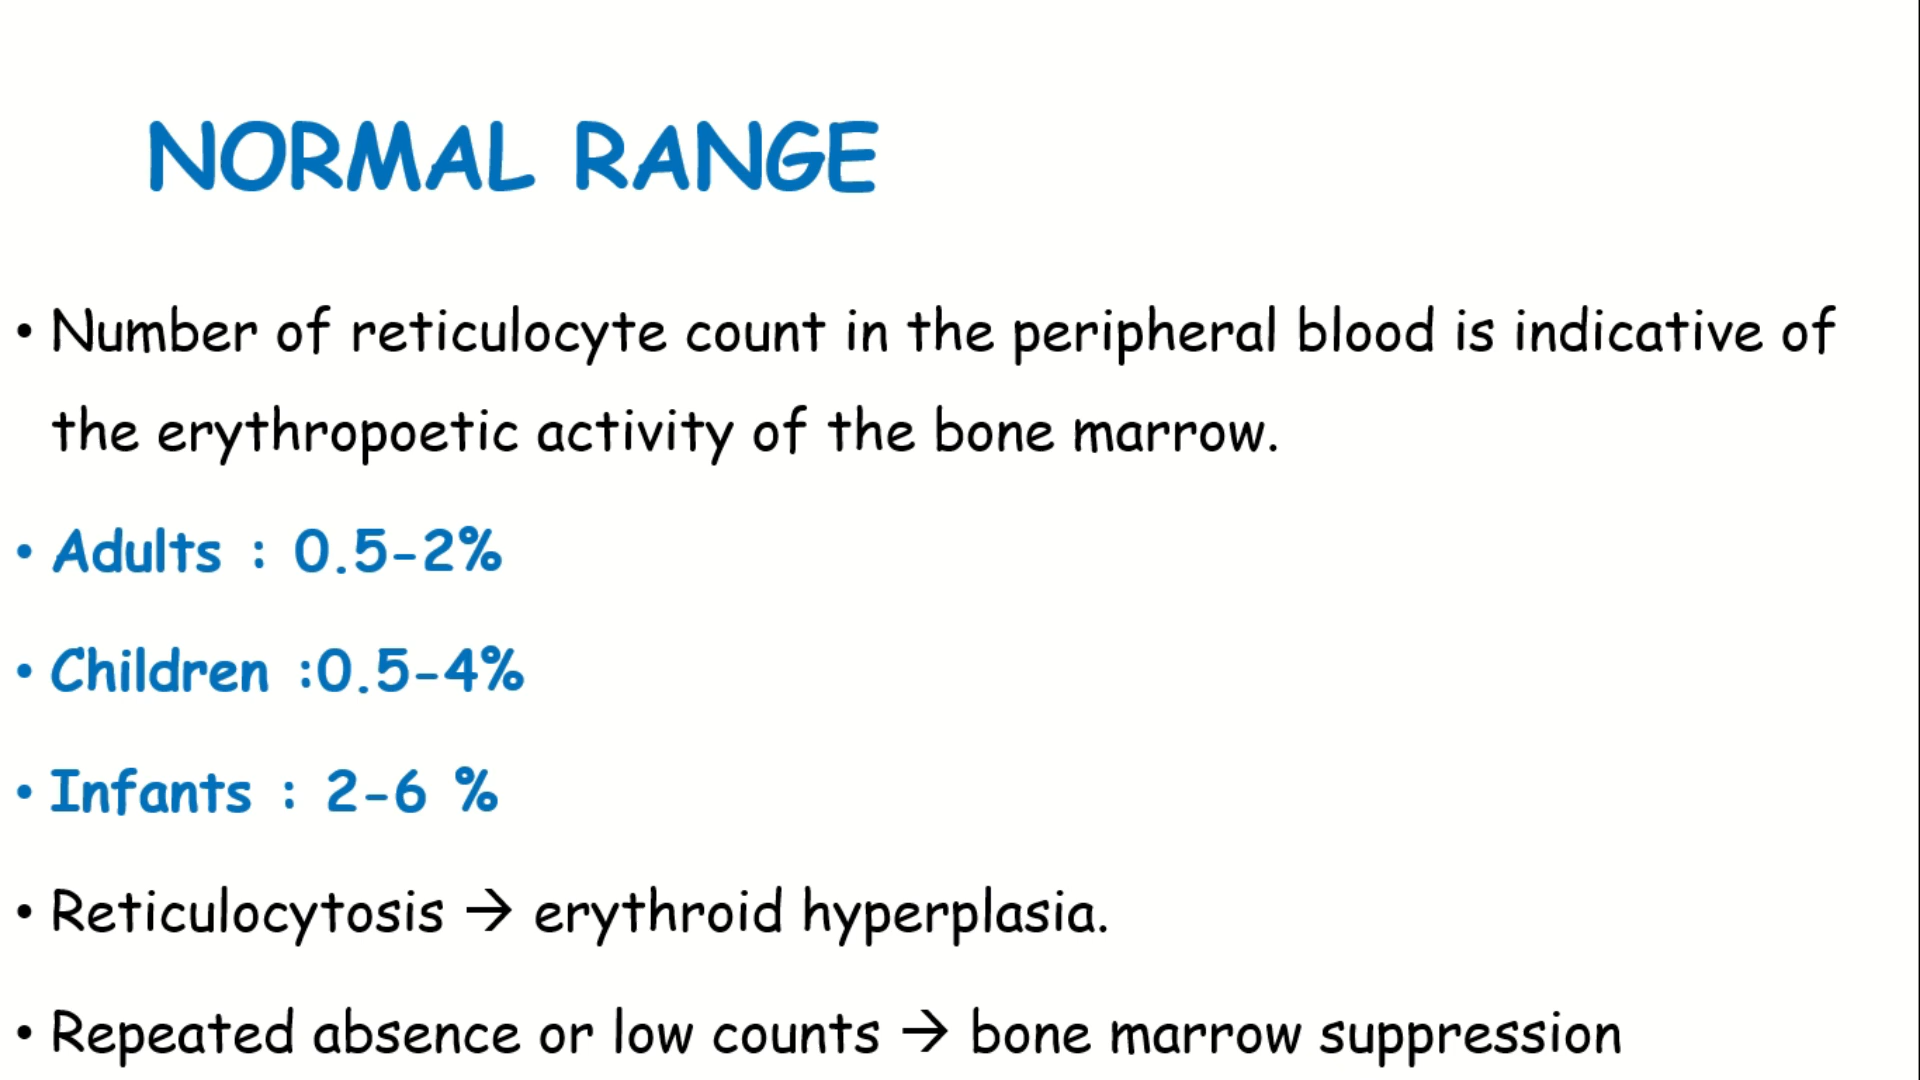 NORMAL RANGE
• Number of reticulocyte count in the peripheral blood is indicative of
the erythropoetic activity of the bone marrow.
• Adults : 0.5-2%
• Children :0.5-4%
• Infants : 2-6 %
• Reticulocytosis → erythroid hyperplasia.
• Repeated absence or low counts → bone marrow suppression